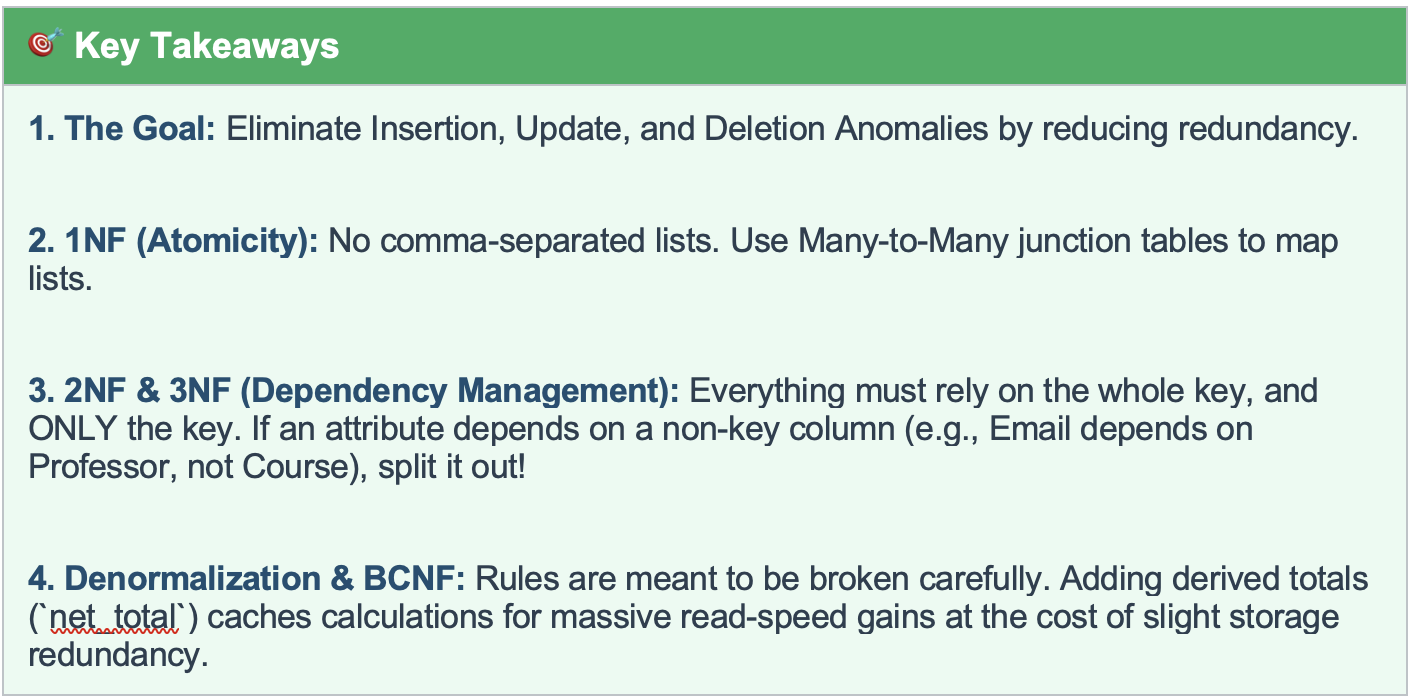 🎯 Key Takeaways
1. The Goal: Eliminate Insertion, Update, and Deletion Anomalies by reducing redundancy.
2. 1NF (Atomicity): No comma-separated lists. Use Many-to-Many junction tables to map
lists.
3. 2NF & 3NF (Dependency Management): Everything must rely on the whole key, and
ONLY the key. If an attribute depends on a non-key column (e.g., Email depends on
Professor, not Course), split it out!
4. Denormalization & BCNF: Rules are meant to be broken carefully. Adding derived totals
(`net_total`) caches calculations for massive read-speed gains at the cost of slight storage
redundancy.